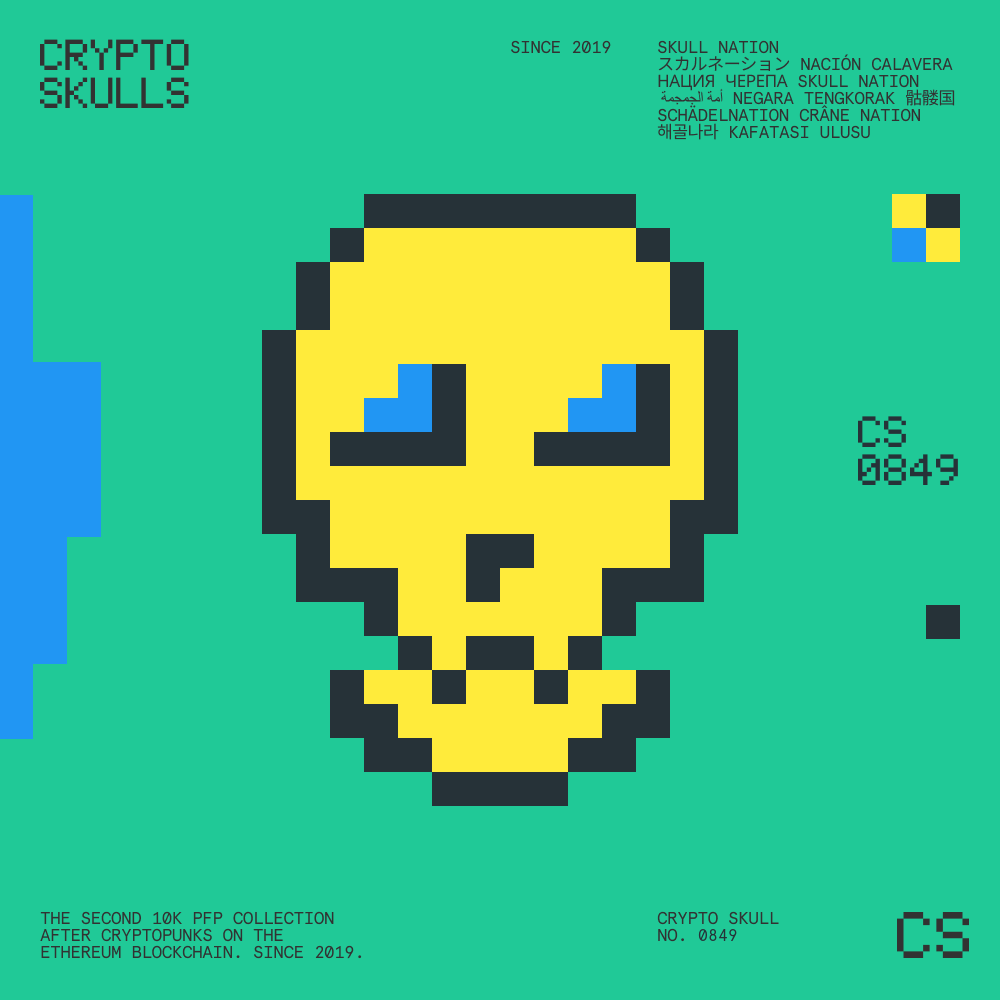 CRYPTO
SKULLS
SINCE 2019
SKULL NATION
スカルネーション NACIÓN CALAVERA
НАЦИЯ ЧЕРЕПА SKULL NATION
أمة الجمجمة NEGARA TENGKORAK 骷髅国
SCHÄDELNATION CRÂNE NATION
해골나라 KAFATASI ULUSU
CS
0849
THE SECOND 10K PFP COLLECTION
AFTER CRYPTOPUNKS ON THE
ETHEREUM BLOCKCHAIN. SINCE 2019.
CRYPTO SKULL
NO. 0849
CS